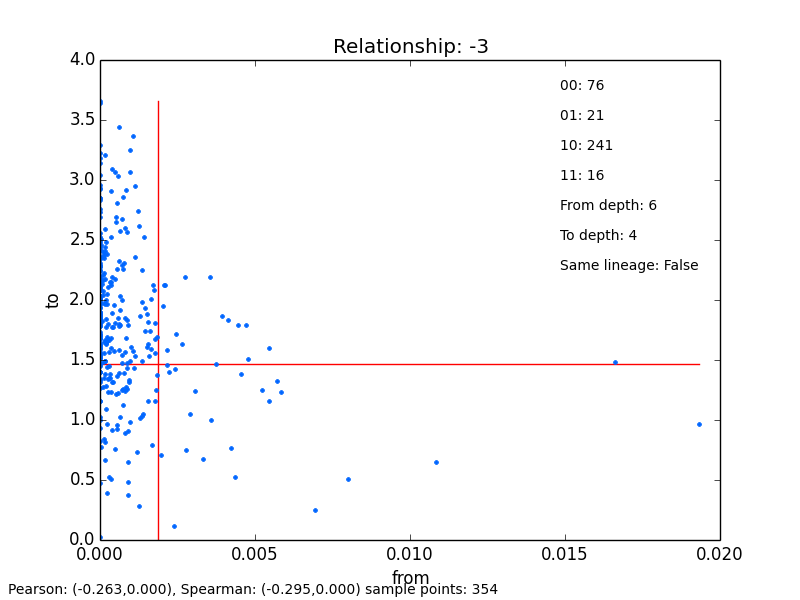 Relationship: -3
4.0
3.5
3.0
2.5
2.0
1.5
1.0
0.5
0.0
to
00: 76
01: 21
10: 241
11: 16
From depth: 6
To depth: 4
Same lineage: False
0.000 0.005 0.010 0.015 0.020
from
Pearson: (-0.263,0.000), Spearman: (-0.295,0.000) sample points: 354